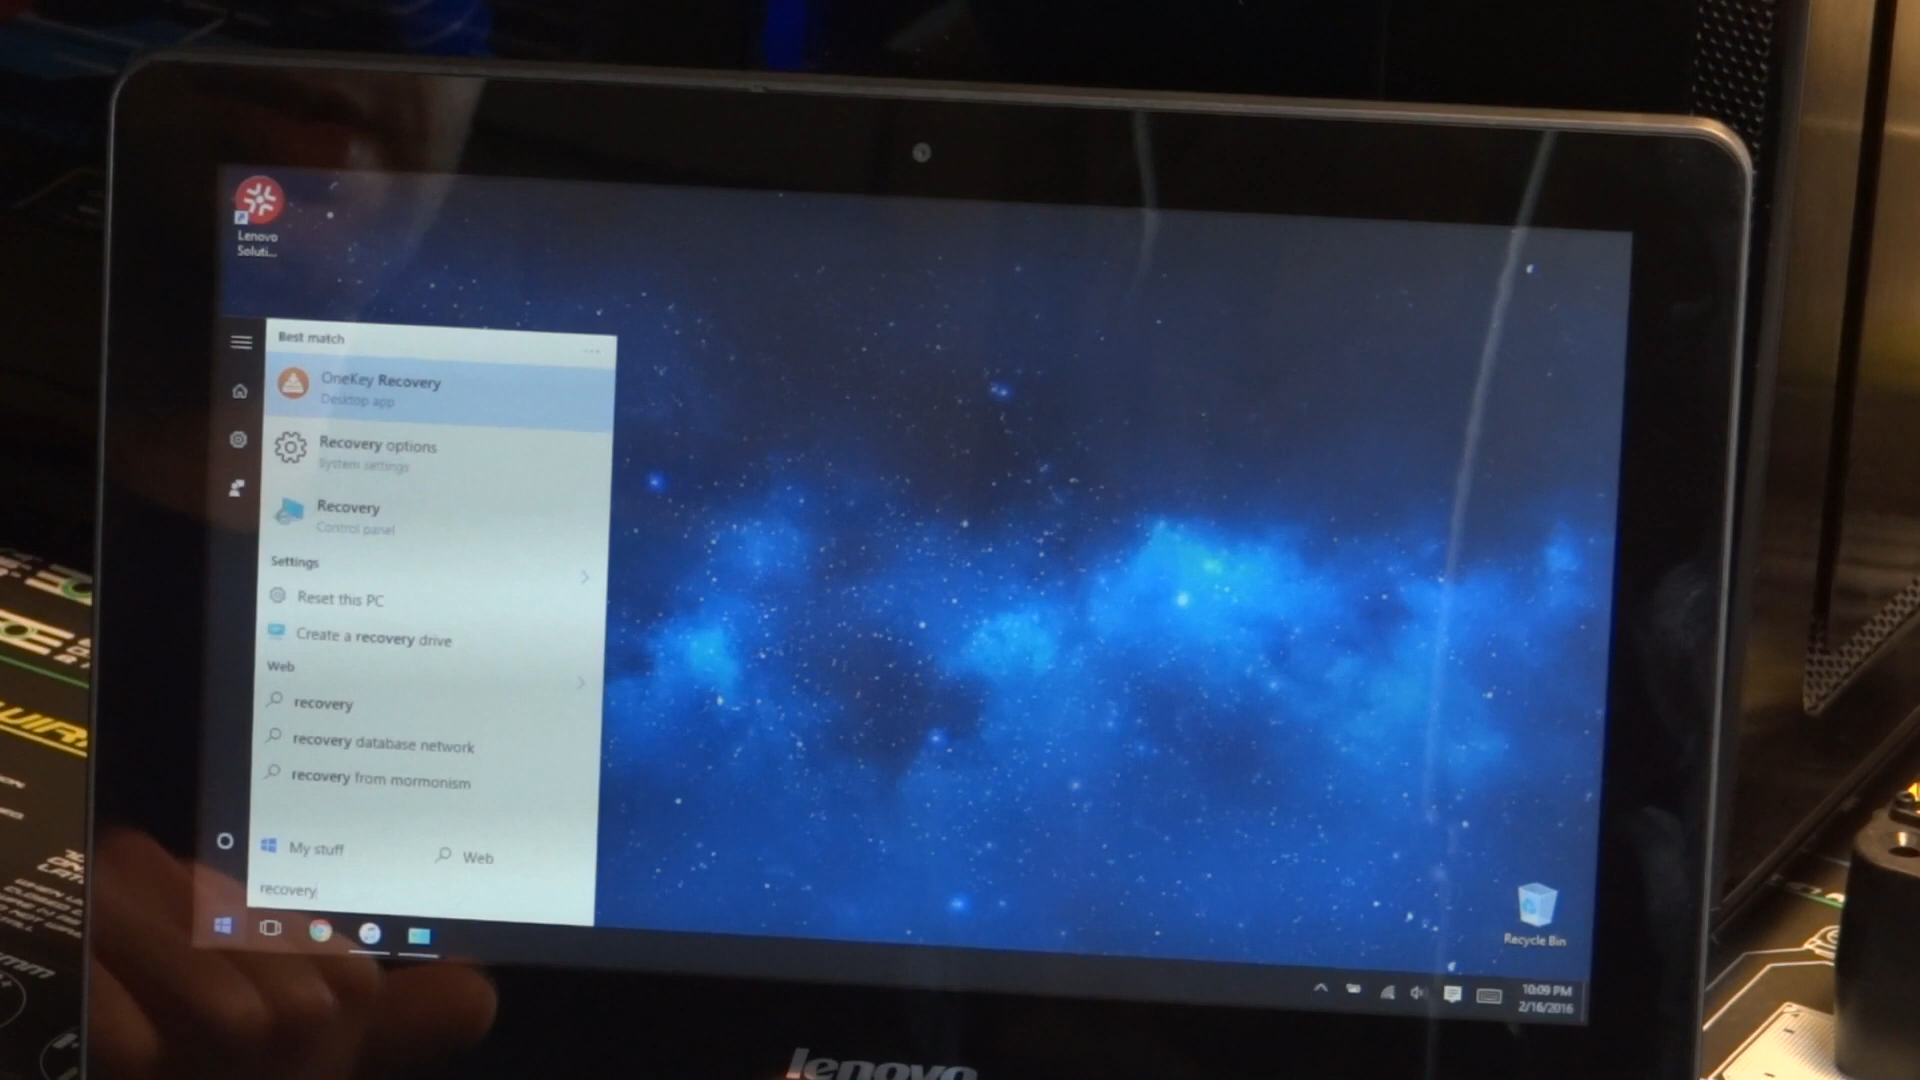 Lenovo
Soluti...
Best match
...
OneKey Recovery
Desktop app
Recovery options
System settings
Recovery
Control panel
Settings
Reset this PC
Create a recovery drive
Web
recovery
recovery database network
recovery from mormonism
My stuff
Web
recovery
Recycle Bin
10:09 PM
2/16/2016
lenovo